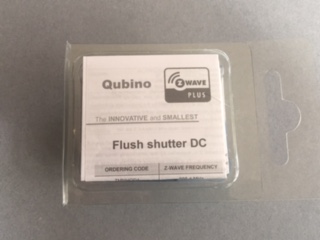 Qubino
Z WAVE
PLUS
The INNOVATIVE and SMALLEST
Flush shutter DC
ORDERING CODE Z-WAVE FREQUENCY